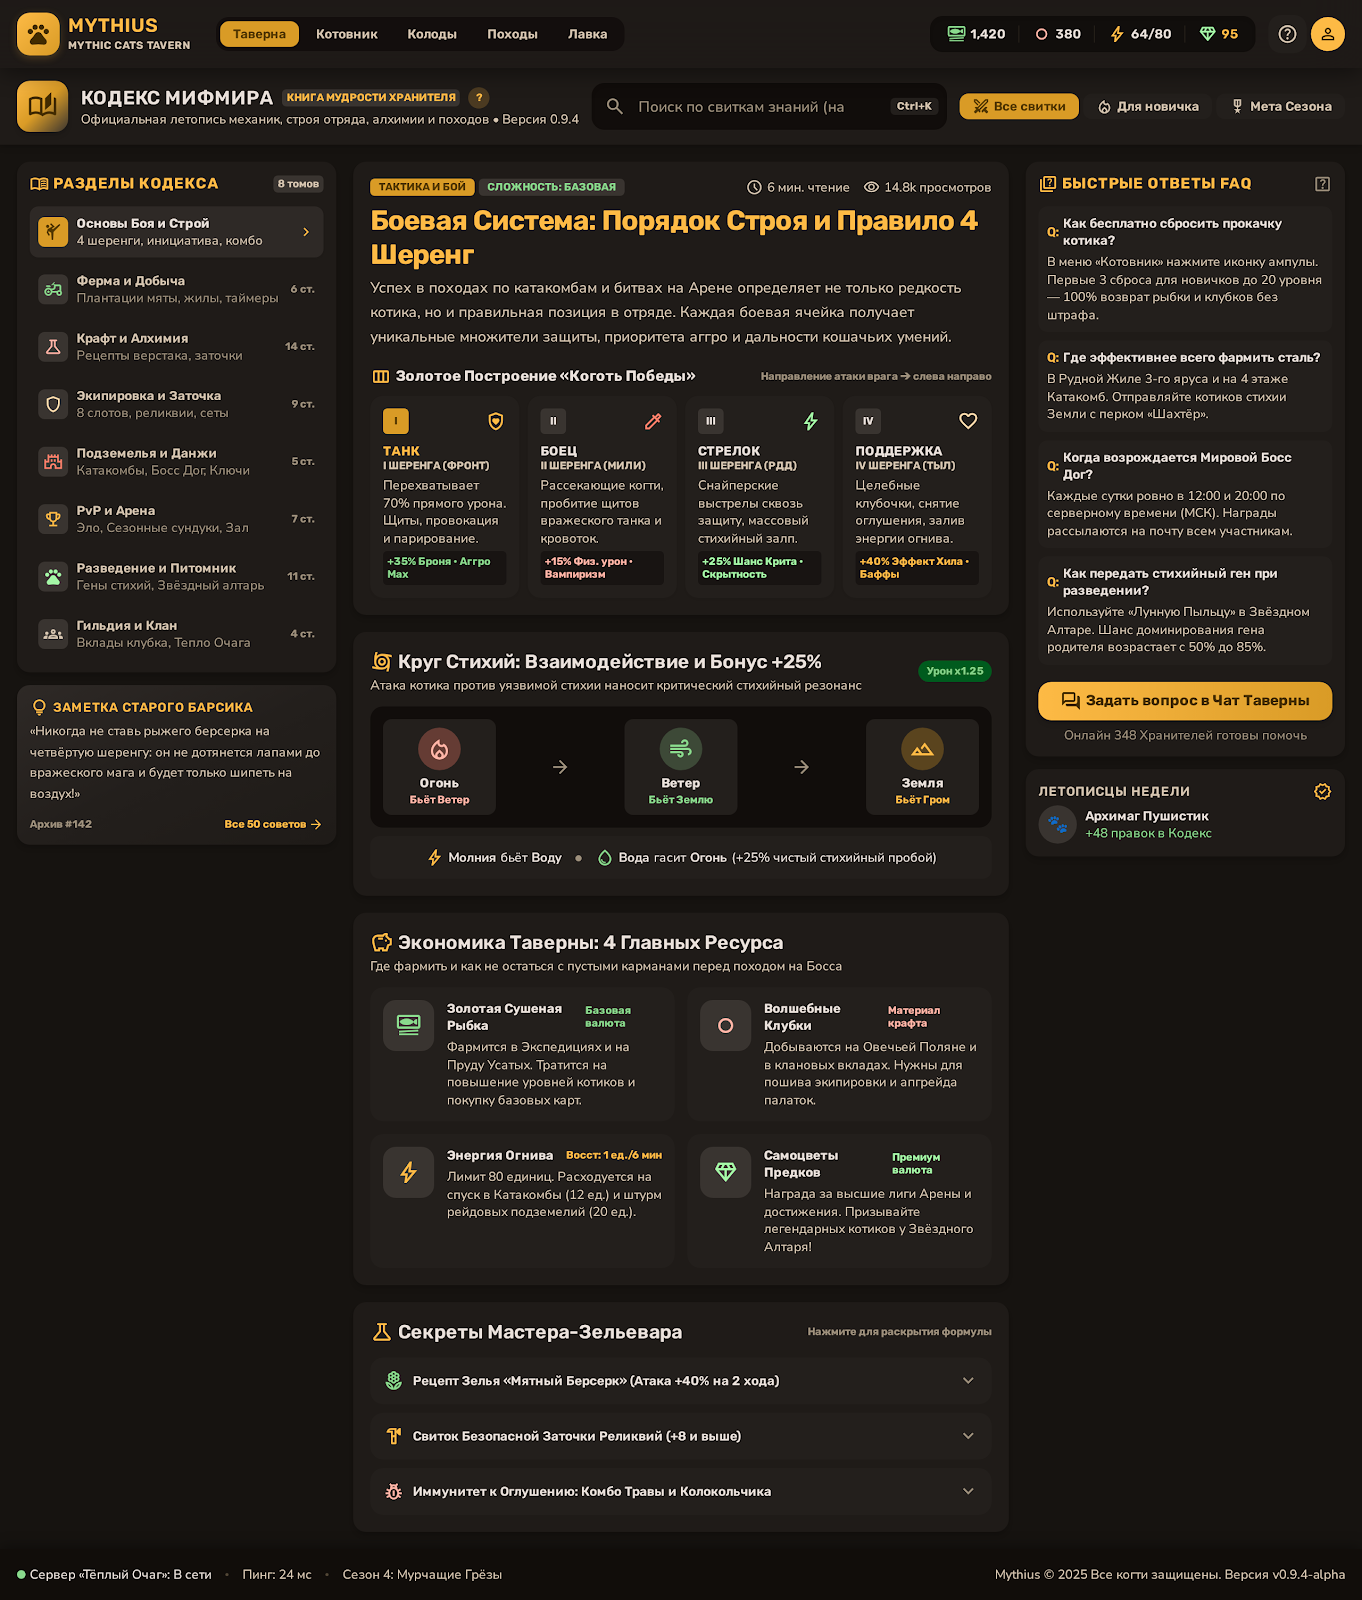 MYTHIUS
MYTHIC CATS TAVERN
Таверна
Котовник
Колоды
Походы
Лавка
1,420
380
64/80
95
КОДЕКС МИФМИРА
КНИГА МУДРОСТИ ХРАНИТЕЛЯ
?
Официальная летопись механик, строя отряда, алхимии и походов • Версия 0.9.4
Поиск по свиткам знаний (на
Ctrl+K
Все свитки
Для новичка
Мета Сезона
РАЗДЕЛЫ КОДЕКСА
8 томов
Основы Боя и Строй
4 шеренги, инициатива, комбо
Ферма и Добыча
Плантации мяты, жилы, таймеры
6 ст.
Крафт и Алхимия
Рецепты верстака, заточки
14 ст.
Экипировка и Заточка
8 слотов, реликвии, сеты
9 ст.
Подземелья и Данжи
Катакомбы, Босс Дог, Ключи
5 ст.
PvP и Арена
Эло, Сезонные сундуки, Зал
7 ст.
Разведение и Питомник
Гены стихий, Звёздный алтарь
11 ст.
Гильдия и Клан
Вклады клубка, Тепло Очага
4 ст.
ЗАМЕТКА СТАРОГО БАРСИКА
«Никогда не ставь рыжего берсерка на
четвёртую шеренгу: он не дотянется лапами до
вражеского мага и будет только шипеть на
воздух!»
Архив #142
Все 50 советов →
ТАКТИКА И БОЙ
СЛОЖНОСТЬ: БАЗОВАЯ
6 мин. чтение
14.8k просмотров
Боевая Система: Порядок Строя и Правило 4
Шеренг
Успех в походах по катакомбам и битвах на Арене определяет не только редкость
котика, но и правильная позиция в отряде. Каждая боевая ячейка получает
уникальные множители защиты, приоритета аггро и дальности кошачьих умений.
Золотое Построение «Коготь Победы»
Направление атаки врага → слева направо
I
ТАНК
I ШЕРЕНГА (ФРОНТ)
Перехватывает
70% прямого урона.
Щиты, провокация
и парирование.
+35% Броня • Аггро
Max
II
БОЕЦ
II ШЕРЕНГА (МИЛИ)
Рассекающие когти,
пробитие щитов
вражеского танка и
кровоток.
+15% Физ. урон •
Вампиризм
III
СТРЕЛОК
III ШЕРЕНГА (РДД)
Снайперские
выстрелы сквозь
защиту, массовый
стихийный залп.
+25% Шанс Крита •
Скрытность
IV
ПОДДЕРЖКА
IV ШЕРЕНГА (ТЫЛ)
Целебные
клубочки, снятие
оглушения, залив
энергии огнива.
+40% Эффект Хила •
Баффы
Круг Стихий: Взаимодействие и Бонус +25%
Атака котика против уязвимой стихии наносит критический стихийный резонанс
Урон x1.25
Огонь
Бьёт Ветер
→
Ветер
Бьёт Землю
→
Земля
Бьёт Гром
Молния бьёт Воду • Вода гасит Огонь (+25% чистый стихийный пробой)
Экономика Таверны: 4 Главных Ресурса
Где фармить и как не остаться с пустыми карманами перед походом на Босса
Золотая Сушеная
Рыбка
Базовая
валюта
Фармится в Экспедициях и на
Пруду Усатых. Тратится на
повышение уровней котиков и
покупку базовых карт.
Волшебные
Клубки
Материал
крафта
Добываются на Овечьей Поляне и
в клановых вкладах. Нужны для
пошива экипировки и апгрейда
палаток.
Энергия Огнива
Восст: 1 ед./6 мин
Лимит 80 единиц. Расходуется на
спуск в Катакомбы (12 ед.) и штурм
рейдовых подземелий (20 ед.).
Самоцветы
Предков
Премиум
валюта
Награда за высшие лиги Арены и
достижения. Призывайте
легендарных котиков у Звёздного
Алтаря!
Секреты Мастера-Зельевара
Нажмите для раскрытия формулы
Рецепт Зелья «Мятный Берсерк» (Атака +40% на 2 хода)
Свиток Безопасной Заточки Реликвий (+8 и выше)
Иммунитет к Оглушению: Комбо Травы и Колокольчика
БЫСТРЫЕ ОТВЕТЫ FAQ
Q: Как бесплатно сбросить прокачку
котика?
В меню «Котовник» нажмите иконку ампулы.
Первые 3 сброса для новичков до 20 уровня
— 100% возврат рыбки и клубков без
штрафа.
Q: Где эффективнее всего фармить сталь?
В Рудной Жиле 3-го яруса и на 4 этаже
Катакомб. Отправляйте котиков стихии
Земли с перком «Шахтёр».
Q: Когда возрождается Мировой Босс
Дог?
Каждые сутки ровно в 12:00 и 20:00 по
серверному времени (МСК). Награды
рассылаются на почту всем участникам.
Q: Как передать стихийный ген при
разведении?
Используйте «Лунную Пыльцу» в Звёздном
Алтаре. Шанс доминирования гена
родителя возрастает с 50% до 85%.
Задать вопрос в Чат Таверны
Онлайн 348 Хранителей готовы помочь
ЛЕТОПИСЦЫ НЕДЕЛИ
Архимаг Пушистик
+48 правок в Кодекс
Сервер «Тёплый Очаг»: В сети • Пинг: 24 мс • Сезон 4: Мурчащие Грёзы
Mythius © 2025 Все когти защищены. Версия v0.9.4-alpha